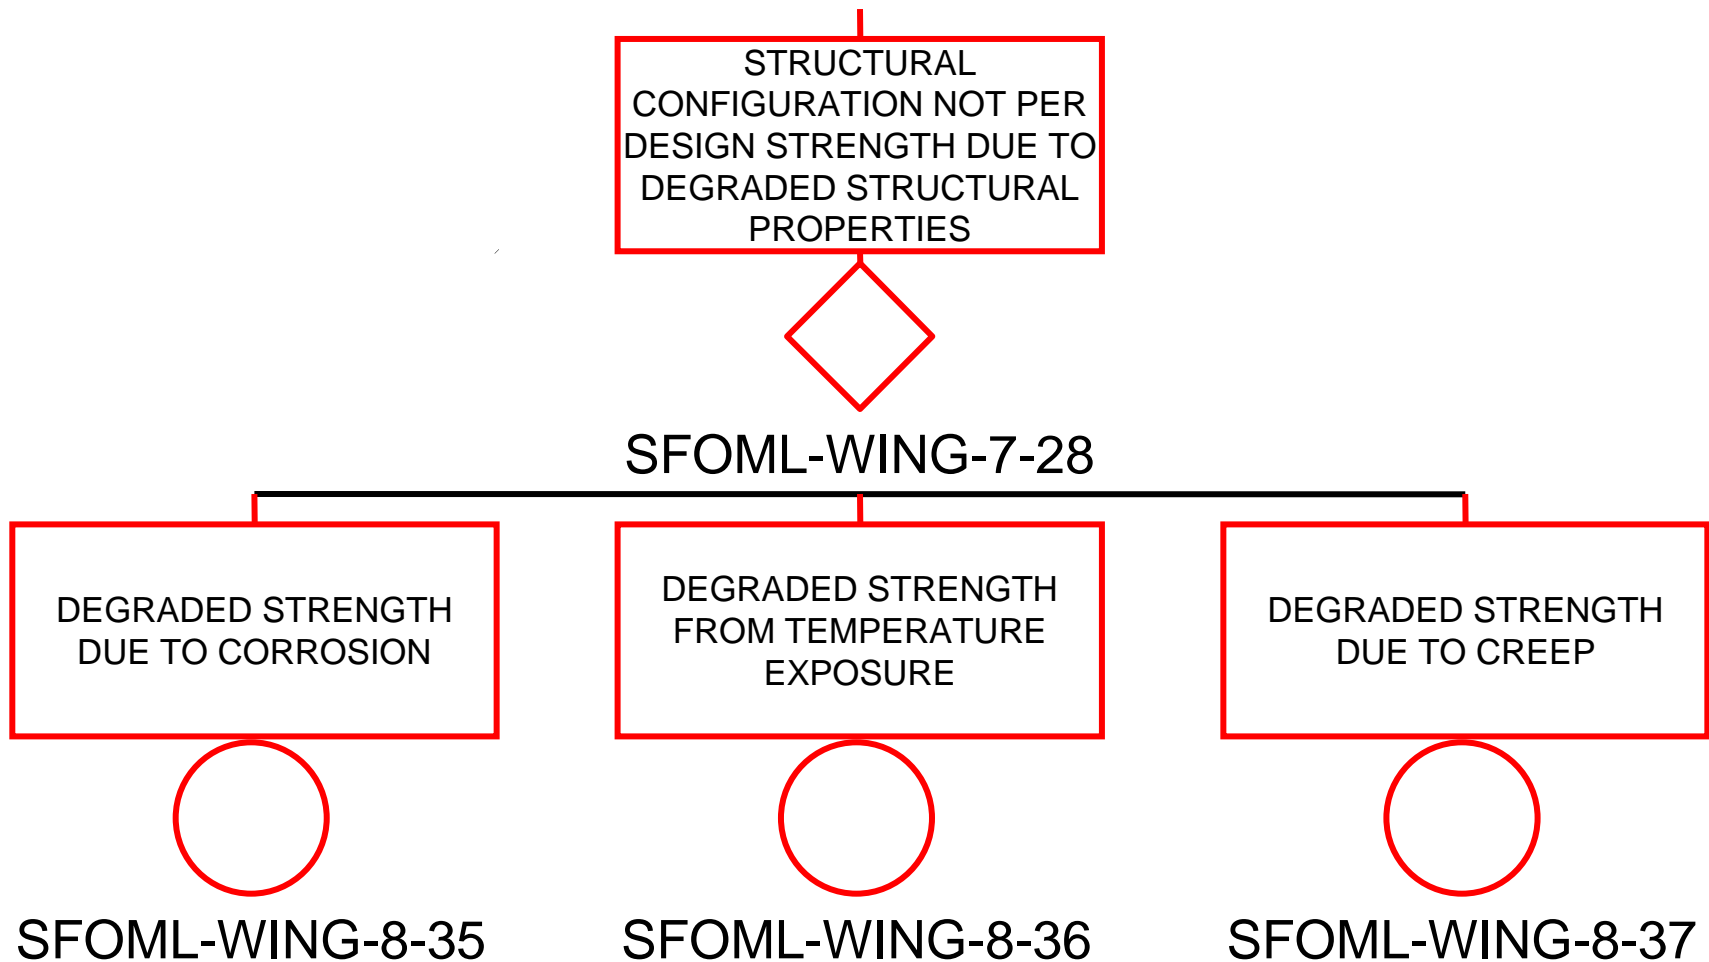 STRUCTURAL
CONFIGURATION NOT PER
DESIGN STRENGTH DUE TO
DEGRADED STRUCTURAL
PROPERTIES
SFOML-WING-7-28
DEGRADED STRENGTH
DUE TO CORROSION
SFOML-WING-8-35
DEGRADED STRENGTH
FROM TEMPERATURE
EXPOSURE
SFOML-WING-8-36
DEGRADED STRENGTH
DUE TO CREEP
SFOML-WING-8-37